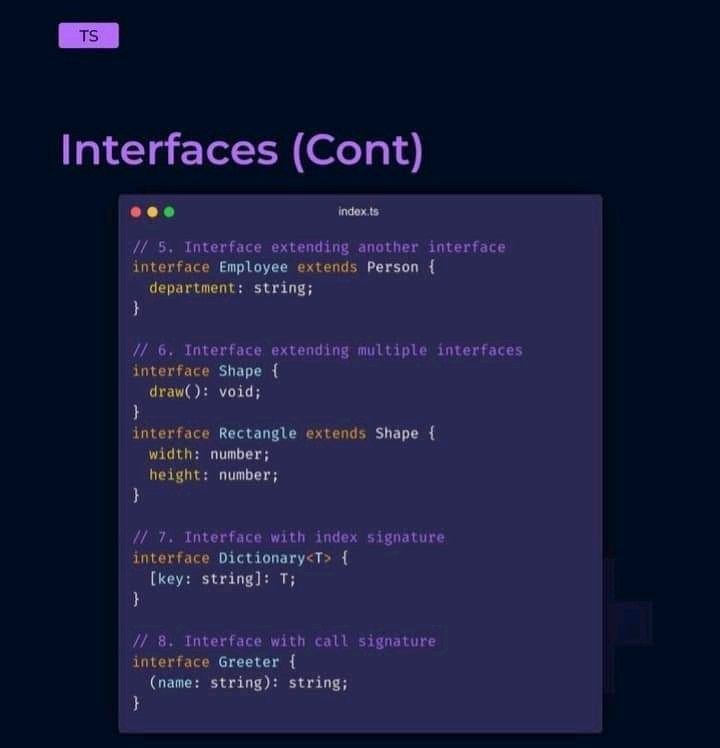 TS
Interfaces (Cont)
index.ts
// 5. Interface extending another interface
interface Employee extends Person {
  department: string;
}
// 6. Interface extending multiple interfaces
interface Shape {
  draw(): void;
}
interface Rectangle extends Shape {
  width: number;
  height: number;
}
// 7. Interface with index signature
interface Dictionary<T> {
  [key: string]: T;
}
// 8. Interface with call signature
interface Greeter {
  (name: string): string;
}